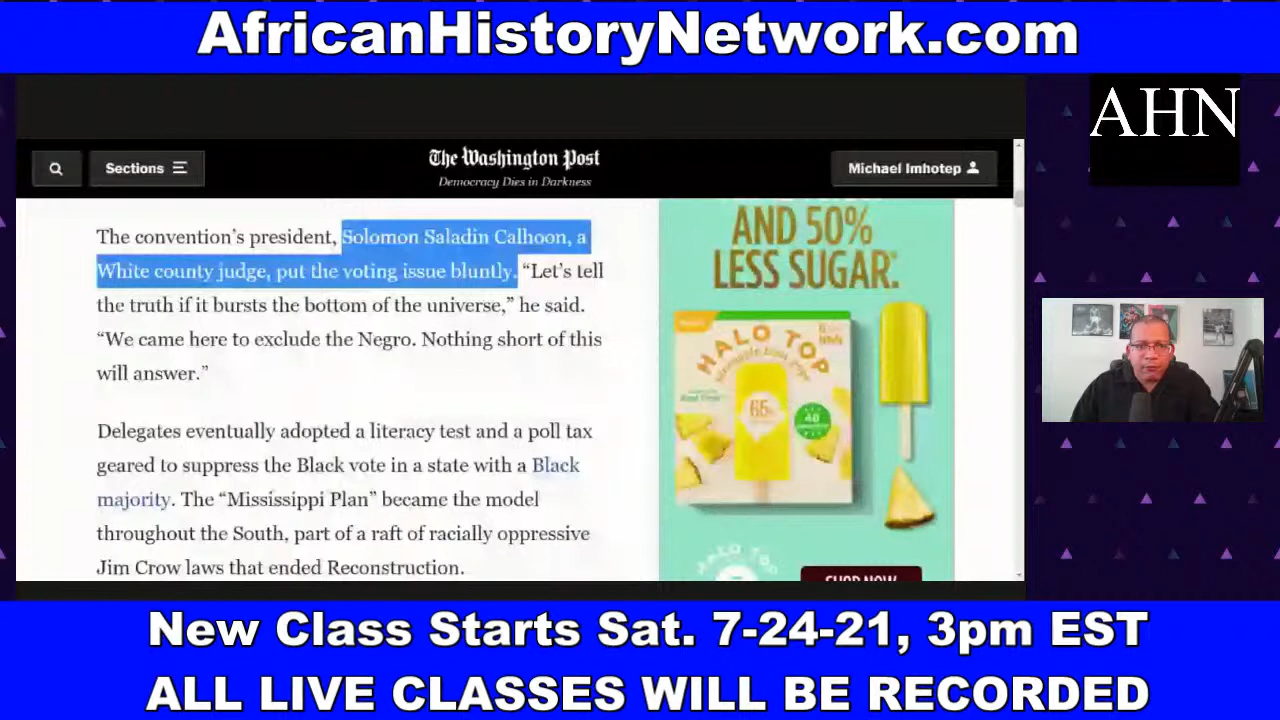 AfricanHistoryNetwork.com
AHN
Sections
The Washington Post
Democracy Dies in Darkness
Michael Imhotep
The convention's president, Solomon Saladin Calhoon, a
White county judge, put the voting issue bluntly. “Let's tell
the truth if it bursts the bottom of the universe,” he said.
“We came here to exclude the Negro. Nothing short of this
will answer.”
Delegates eventually adopted a literacy test and a poll tax
geared to suppress the Black vote in a state with a Black
majority. The “Mississippi Plan” became the model
throughout the South, part of a raft of racially oppressive
Jim Crow laws that ended Reconstruction.
AND 50%
LESS SUGAR.*
HALO TOP
HALO TOP
SHOP NOW
New Class Starts Sat. 7-24-21, 3pm EST
ALL LIVE CLASSES WILL BE RECORDED